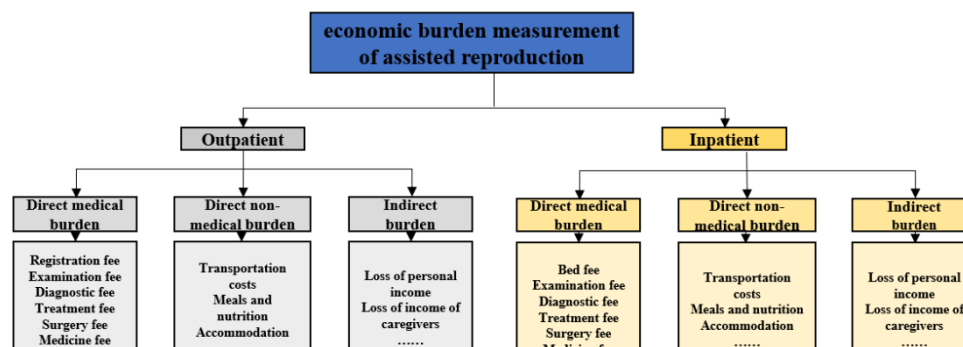 economic burden measurement
of assisted reproduction
Outpatient
Inpatient
Direct medical
burden
Direct non-
medical burden
Indirect
burden
Direct medical
burden
Direct non-
medical burden
Indirect
burden
Registration fee
Examination fee
Diagnostic fee
Treatment fee
Surgery fee
Medicine fee
Transportation
costs
Meals and
nutrition
Accommodation
Loss of personal
income
Loss of income of
caregivers
……
Bed fee
Examination fee
Diagnostic fee
Treatment fee
Surgery fee
Medicine fee
Transportation
costs
Meals and nutrition
Accommodation
……
Loss of personal
income
Loss of income of
caregivers
……